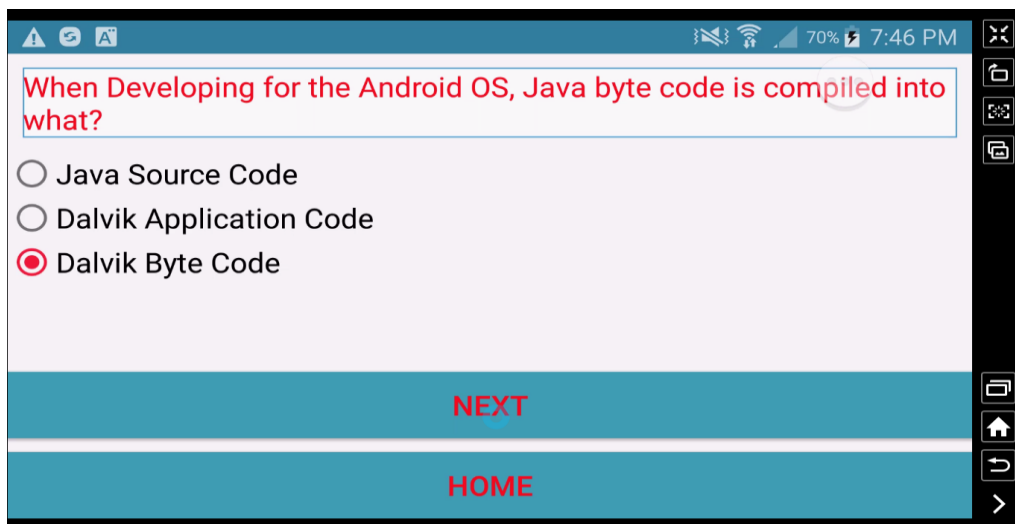 70% 7:46 PM
When Developing for the Android OS, Java byte code is compiled into
what?
Java Source Code
Dalvik Application Code
Dalvik Byte Code
NEXT
HOME